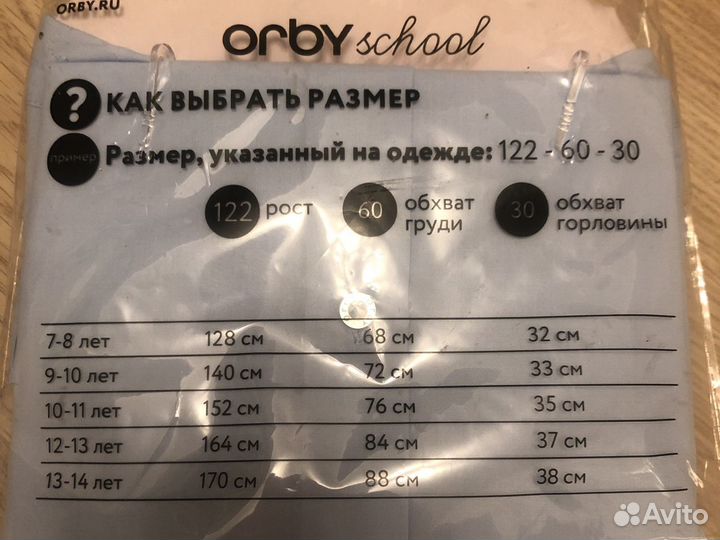 ORBY.RU
orby school
? КАК ВЫБРАТЬ РАЗМЕР
пример Размер, указанный на одежде: 122 - 60 - 30
122 рост 60 обхват груди 30 обхват горловины
7-8 лет 128 см 68 см 32 см
9-10 лет 140 см 72 см 33 см
10-11 лет 152 см 76 см 35 см
12-13 лет 164 см 84 см 37 см
13-14 лет 170 см 88 см 38 см
Avito